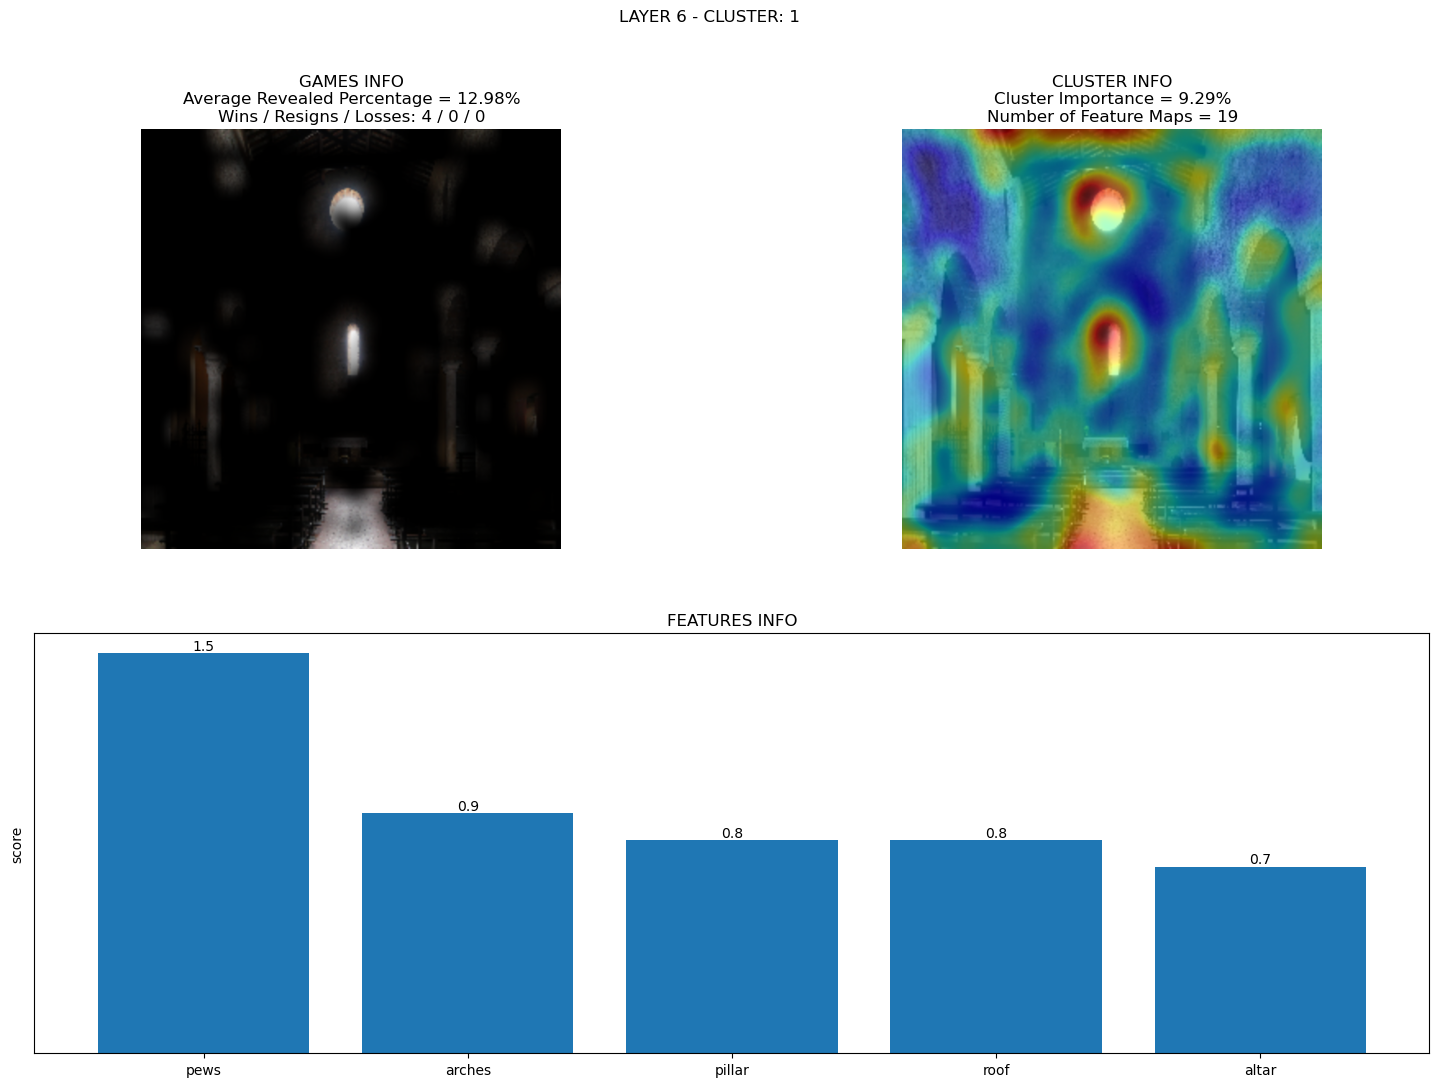 LAYER 6 - CLUSTER: 1
GAMES INFO
Average Revealed Percentage = 12.98%
Wins / Resigns / Losses: 4 / 0 / 0
CLUSTER INFO
Cluster Importance = 9.29%
Number of Feature Maps = 19
FEATURES INFO
score
1.5
0.9
0.8
0.8
0.7
pews
arches
pillar
roof
altar